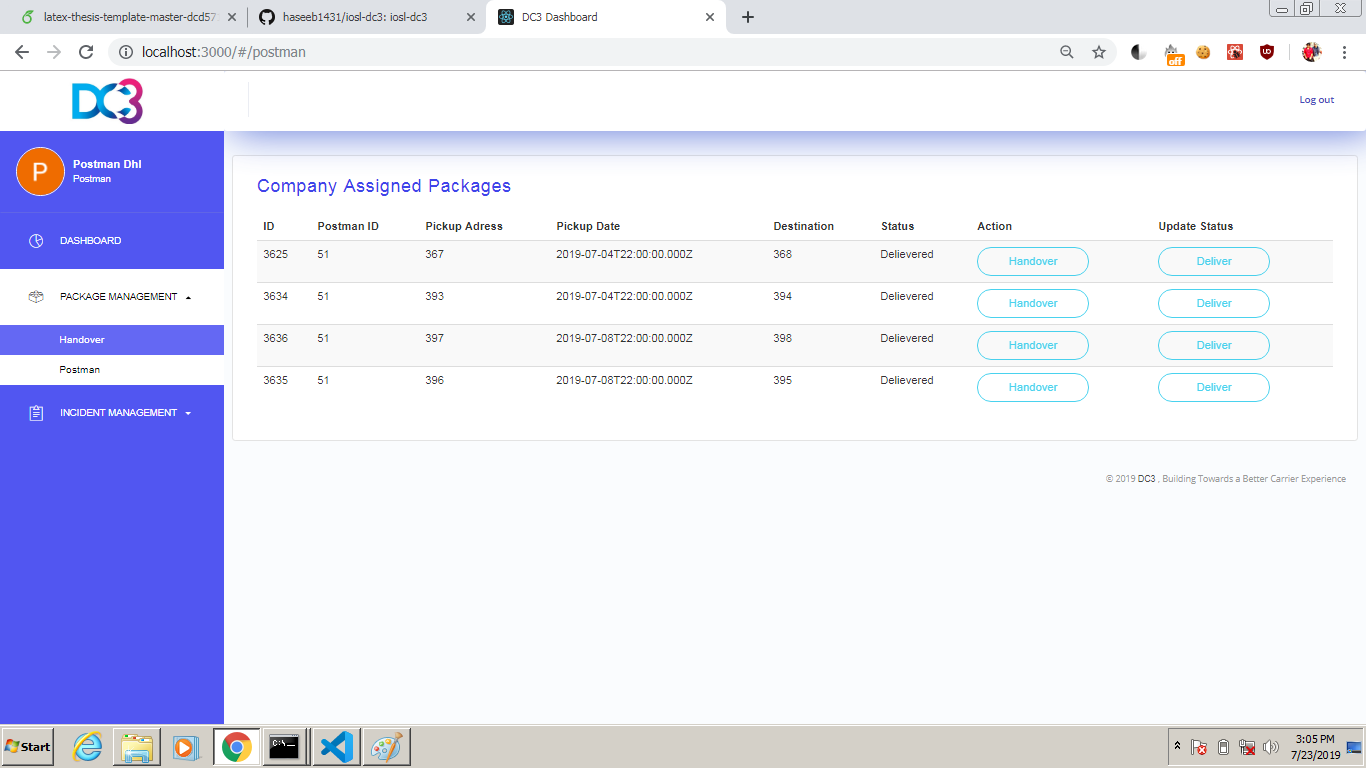 latex-thesis-template-master-dcd57
haseeb1431/iosl-dc3: iosl-dc3
DC3 Dashboard
localhost:3000/#/postman
off
UD
DC3
Log out
P
Postman Dhl
Postman
DASHBOARD
PACKAGE MANAGEMENT
Handover
Postman
INCIDENT MANAGEMENT
Company Assigned Packages
ID Postman ID Pickup Adress Pickup Date Destination Status Action Update Status
3625 51 367 2019-07-04T22:00:00.000Z 368 Delievered Handover Deliver
3634 51 393 2019-07-04T22:00:00.000Z 394 Delievered Handover Deliver
3636 51 397 2019-07-08T22:00:00.000Z 398 Delievered Handover Deliver
3635 51 396 2019-07-08T22:00:00.000Z 395 Delievered Handover Deliver
© 2019 DC3 , Building Towards a Better Carrier Experience
Start
C:\.
3:05 PM
7/23/2019